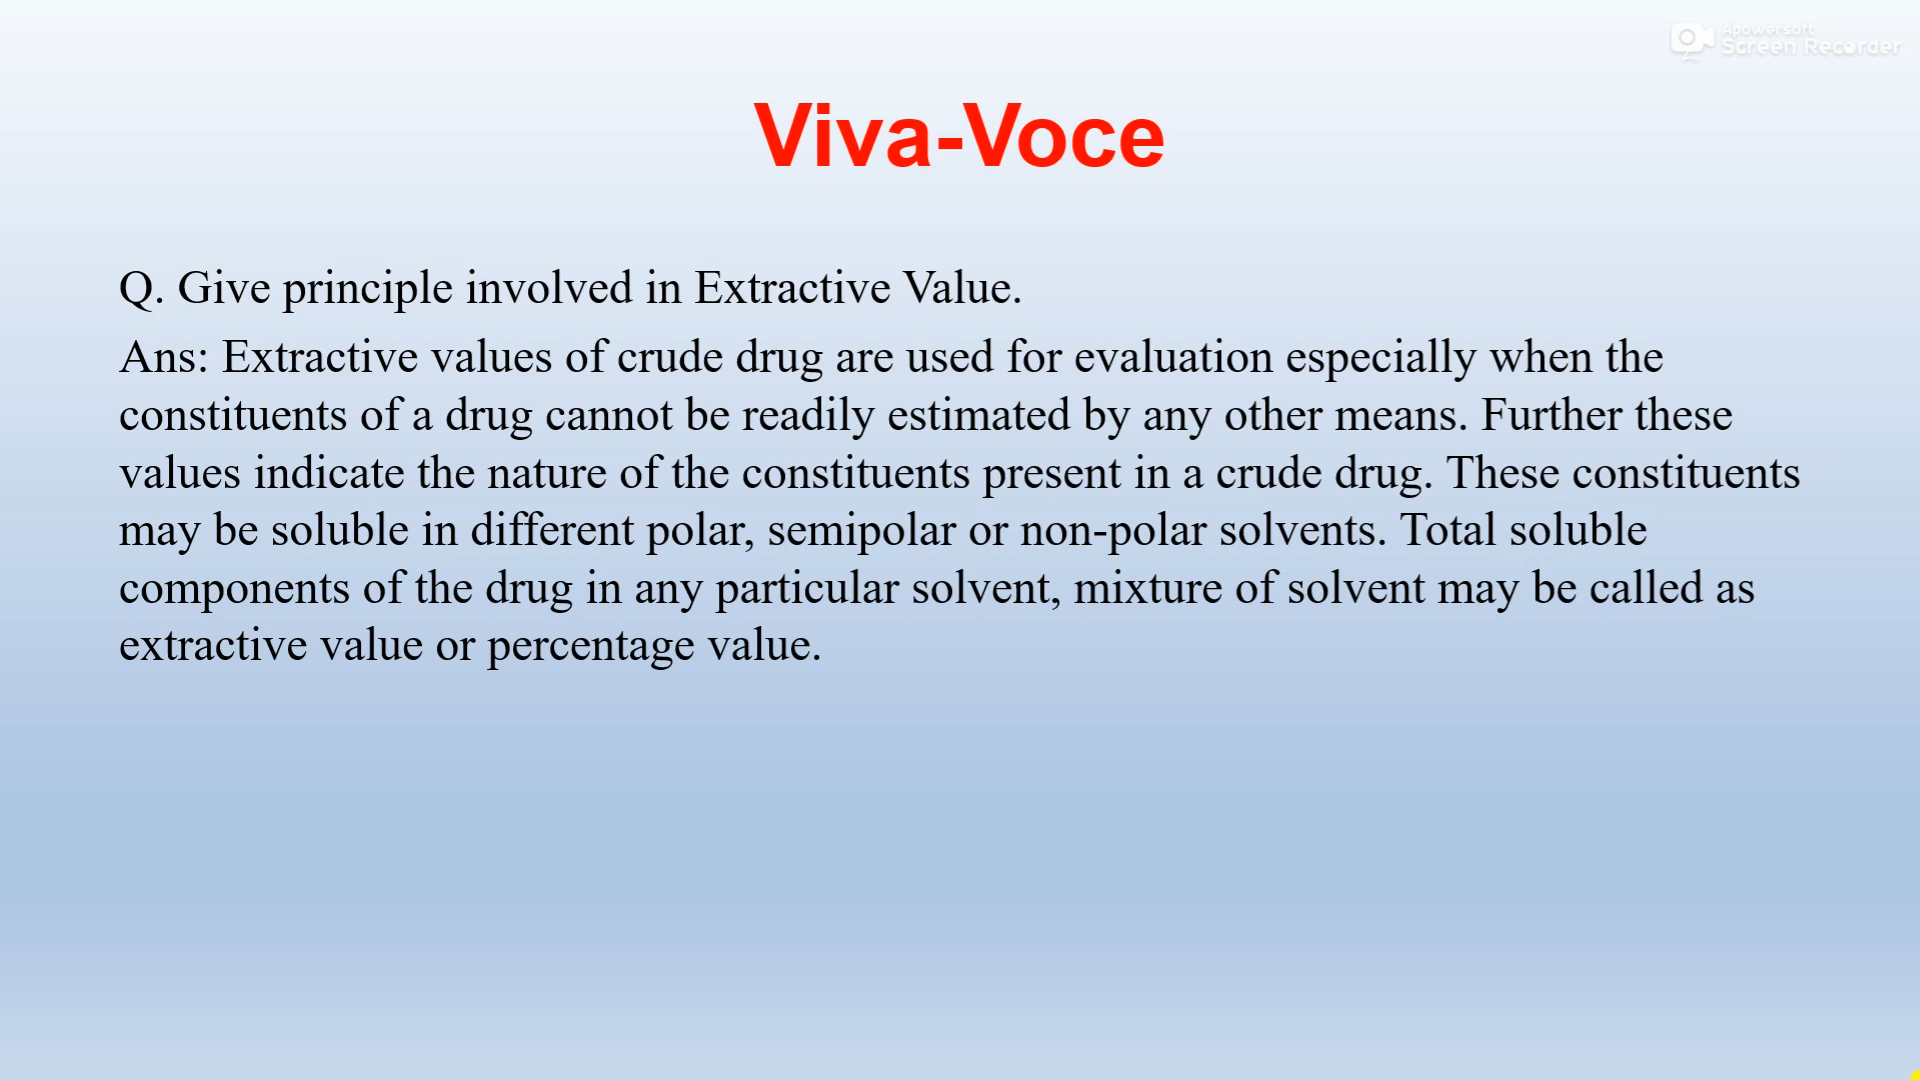 Apowersoft
Screen Recorder
Viva-Voce
Q. Give principle involved in Extractive Value.
Ans: Extractive values of crude drug are used for evaluation especially when the
constituents of a drug cannot be readily estimated by any other means. Further these
values indicate the nature of the constituents present in a crude drug. These constituents
may be soluble in different polar, semipolar or non-polar solvents. Total soluble
components of the drug in any particular solvent, mixture of solvent may be called as
extractive value or percentage value.